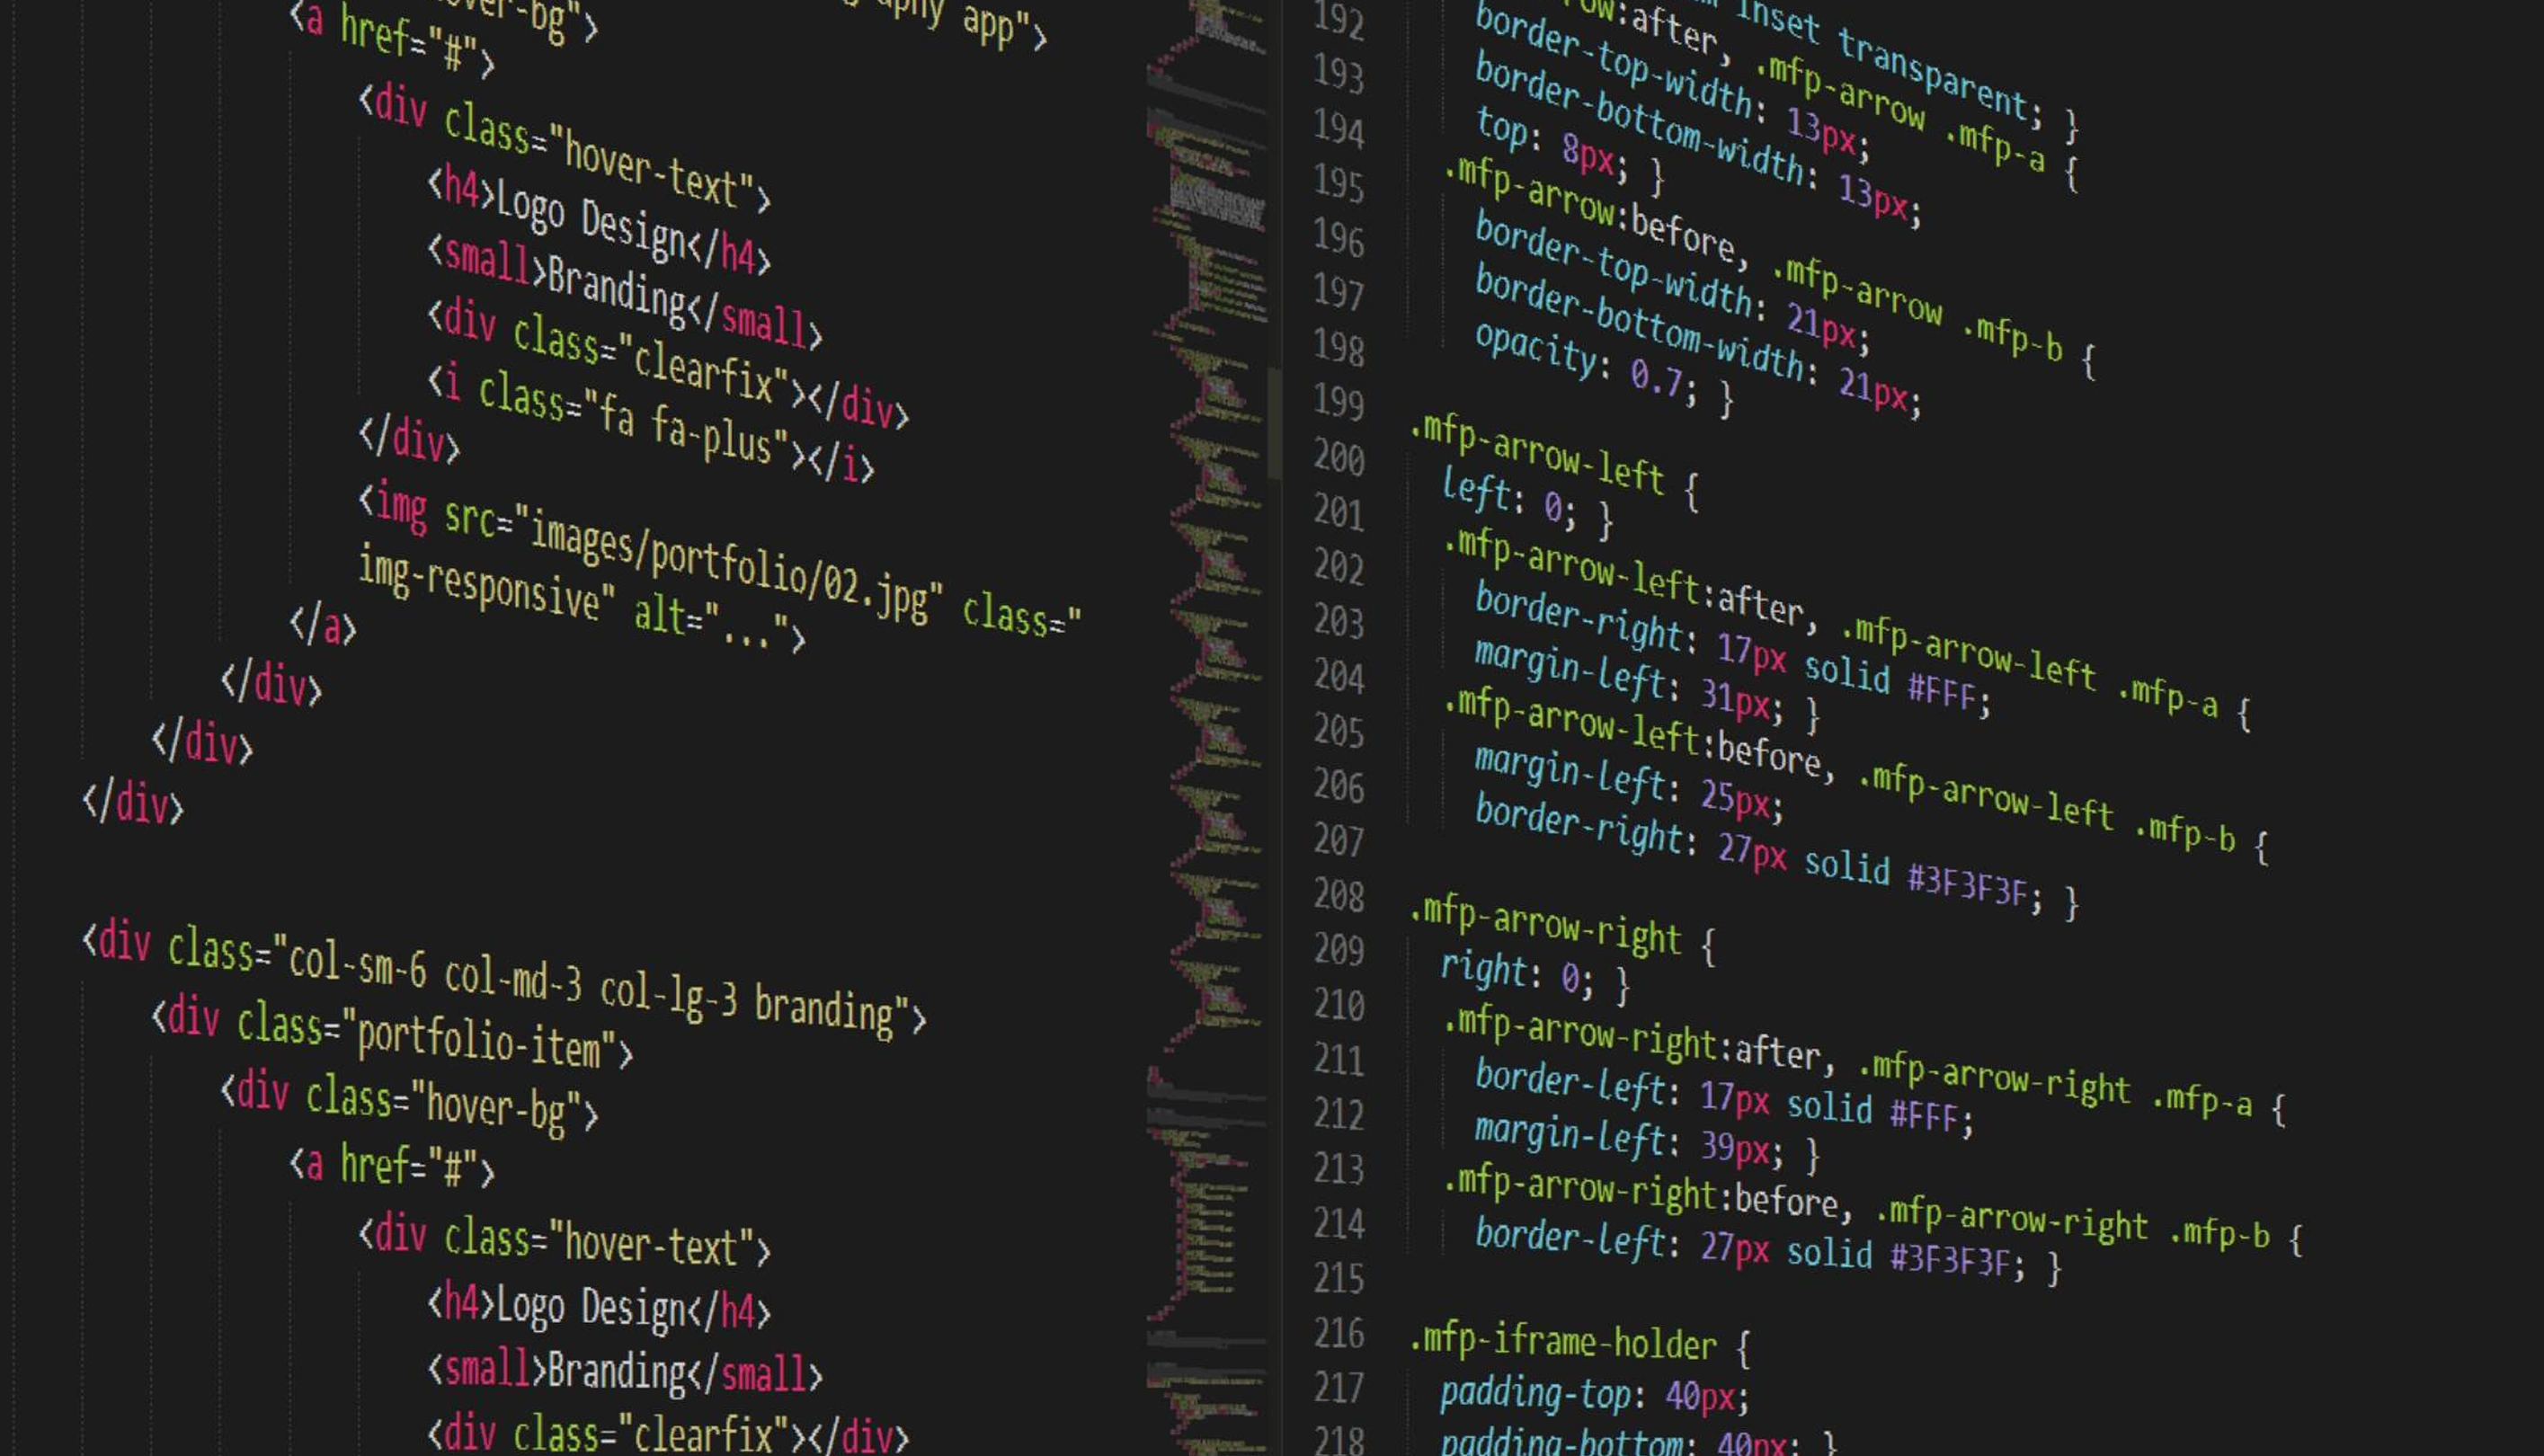 app">
<a href="#">
<div class="hover-text">
<h4>Logo Design</h4>
<small>Branding</small>
<div class="clearfix"></div>
<i class="fa fa-plus"></i>
</div>
<img src="images/portfolio/02.jpg" class="
img-responsive" alt="...">
</a>
</div>
</div>
</div>
<div class="col-sm-6 col-md-3 col-lg-3 branding">
<div class="portfolio-item">
<div class="hover-bg">
<a href="#">
<div class="hover-text">
<h4>Logo Design</h4>
<small>Branding</small>
<div class="clearfix"></div>
inset transparent; }
192 :after, .mfp-arrow .mfp-a {
193 border-top-width: 13px;
194 border-bottom-width: 13px;
195 top: 8px; }
196 .mfp-arrow:before, .mfp-arrow .mfp-b {
197 border-top-width: 21px;
198 border-bottom-width: 21px;
199 opacity: 0.7; }
200
201 .mfp-arrow-left {
202 left: 0; }
203 .mfp-arrow-left:after, .mfp-arrow-left .mfp-a {
204 border-right: 17px solid #FFF;
205 margin-left: 31px; }
206 .mfp-arrow-left:before, .mfp-arrow-left .mfp-b {
207 margin-left: 25px;
208 border-right: 27px solid #3F3F3F; }
209 .mfp-arrow-right {
210 right: 0; }
211 .mfp-arrow-right:after, .mfp-arrow-right .mfp-a {
212 border-left: 17px solid #FFF;
213 margin-left: 39px; }
214 .mfp-arrow-right:before, .mfp-arrow-right .mfp-b {
215 border-left: 27px solid #3F3F3F; }
216 .mfp-iframe-holder {
217 padding-top: 40px;
218 padding-bottom: 40px; }